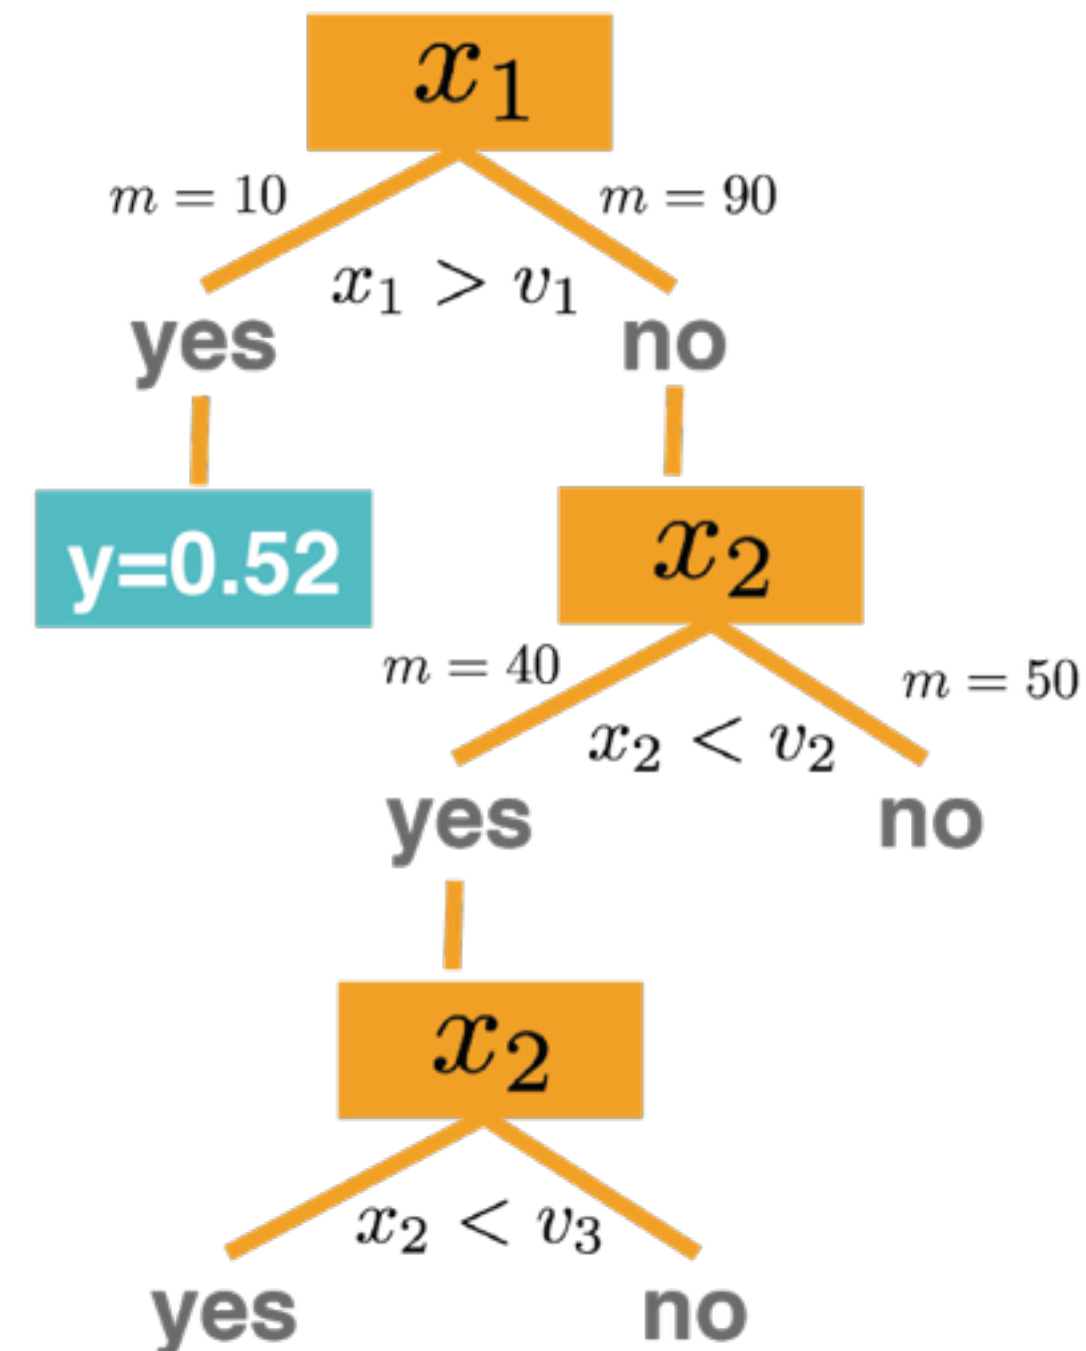 x₁
m = 10
m = 90
x₁ > v₁
yes
no
y=0.52
x₂
m = 40
m = 50
x₂ < v₂
yes
no
x₂
x₂ < v₃
yes
no